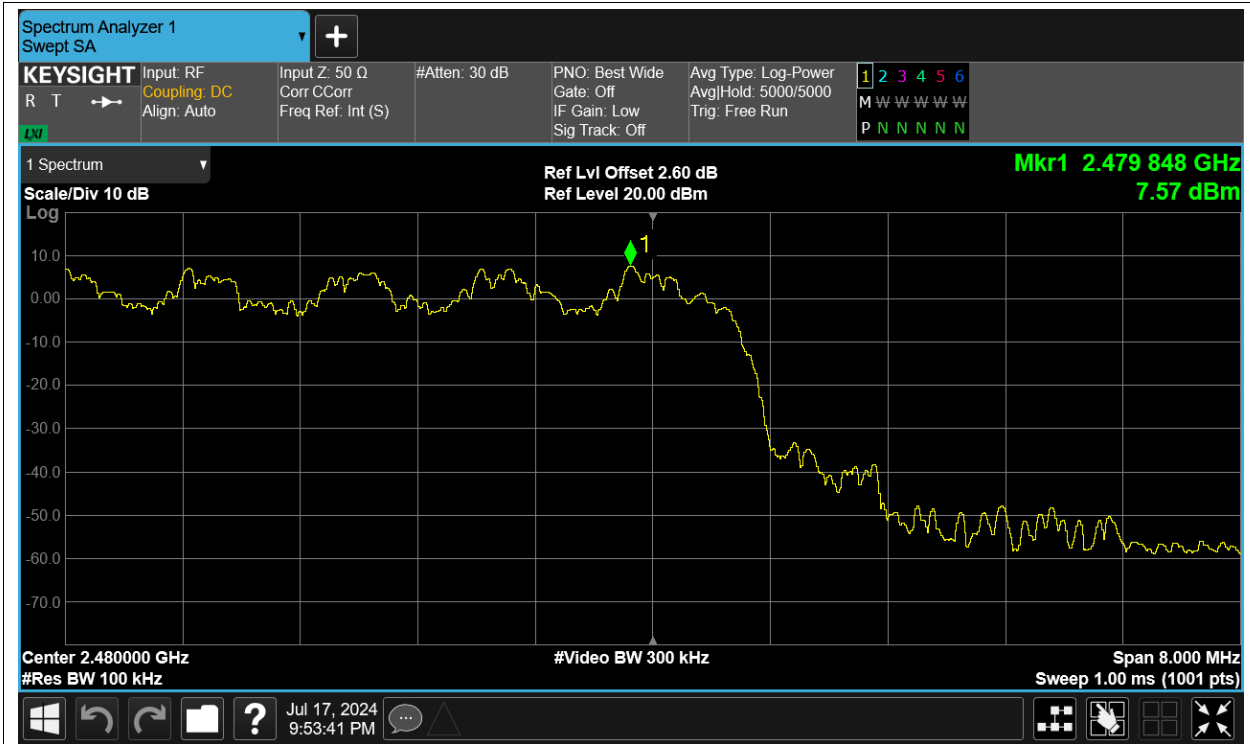 Spectrum Analyzer 1
Swept SA
+
KEYSIGHT
R T
LXI
Input: RF
Coupling: DC
Align: Auto
Input Z: 50 Ω
Corr CCorr
Freq Ref: Int (S)
#Atten: 30 dB
PNO: Best Wide
Gate: Off
IF Gain: Low
Sig Track: Off
Avg Type: Log-Power
Avg|Hold: 5000/5000
Trig: Free Run
1 2 3 4 5 6
M W W W W W W
P N N N N N N
1 Spectrum
Scale/Div 10 dB
Log
Ref Lvl Offset 2.60 dB
Ref Level 20.00 dBm
Mkr1 2.479 848 GHz
7.57 dBm
1
10.0
0.00
-10.0
-20.0
-30.0
-40.0
-50.0
-60.0
-70.0
Center 2.480000 GHz
#Res BW 100 kHz
#Video BW 300 kHz
Span 8.000 MHz
Sweep 1.00 ms (1001 pts)
?
Jul 17, 2024
9:53:41 PM